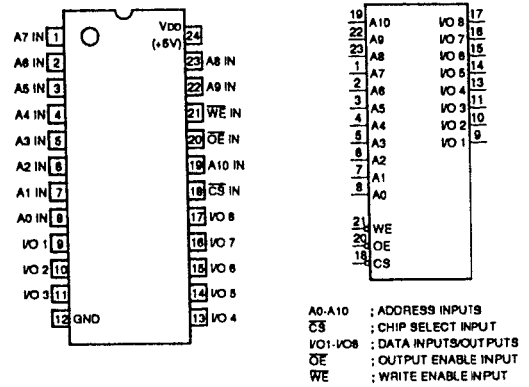 A7 IN 1
A6 IN 2
A5 IN 3
A4 IN 4
A3 IN 5
A2 IN 6
A1 IN 7
A0 IN 8
I/O 1 9
I/O 2 10
I/O 3 11
12 GND
VDD 24
(+5V)
23 A8 IN
22 A9 IN
21 WE IN
20 OE IN
19 A10 IN
18 CS IN
17 I/O 8
16 I/O 7
15 I/O 6
14 I/O 5
13 I/O 4
19 A10
22 A9
23 A8
1 A7
2 A6
3 A5
4 A4
5 A3
6 A2
7 A1
8 A0
21 WE
20 OE
18 CS
I/O 8 17
I/O 7 16
I/O 6 15
I/O 5 14
I/O 4 13
I/O 3 11
I/O 2 10
I/O 1 9
A0-A10 ; ADDRESS INPUTS
CS ; CHIP SELECT INPUT
I/O1-I/O8 ; DATA INPUTS/OUTPUTS
OE ; OUTPUT ENABLE INPUT
WE ; WRITE ENABLE INPUT